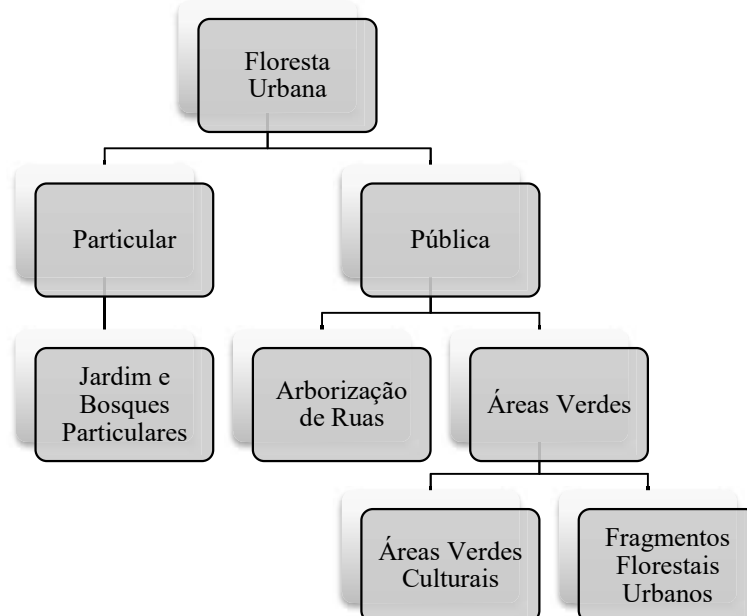 Floresta
Urbana
Particular
Pública
Jardim e
Bosques
Particulares
Arborização
de Ruas
Áreas Verdes
Áreas Verdes
Culturais
Fragmentos
Florestais
Urbanos